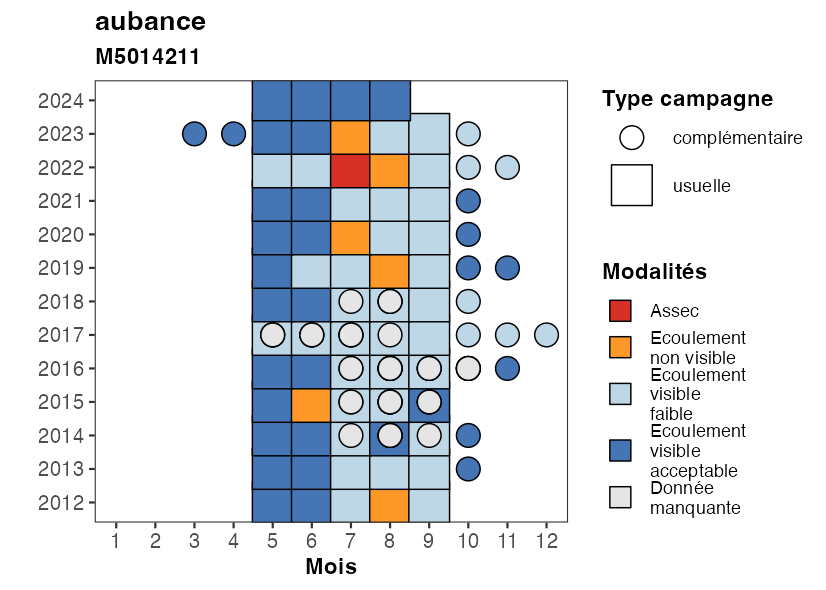 aubance
M5014211
2024
2023
2022
2021
2020
2019
2018
2017
2016
2015
2014
2013
2012
1 2 3 4 5 6 7 8 9 10 11 12
Mois
Type campagne
complémentaire
usuelle
Modalités
Assec
Ecoulement
non visible
Ecoulement
visible
faible
Ecoulement
visible
acceptable
Donnée
manquante